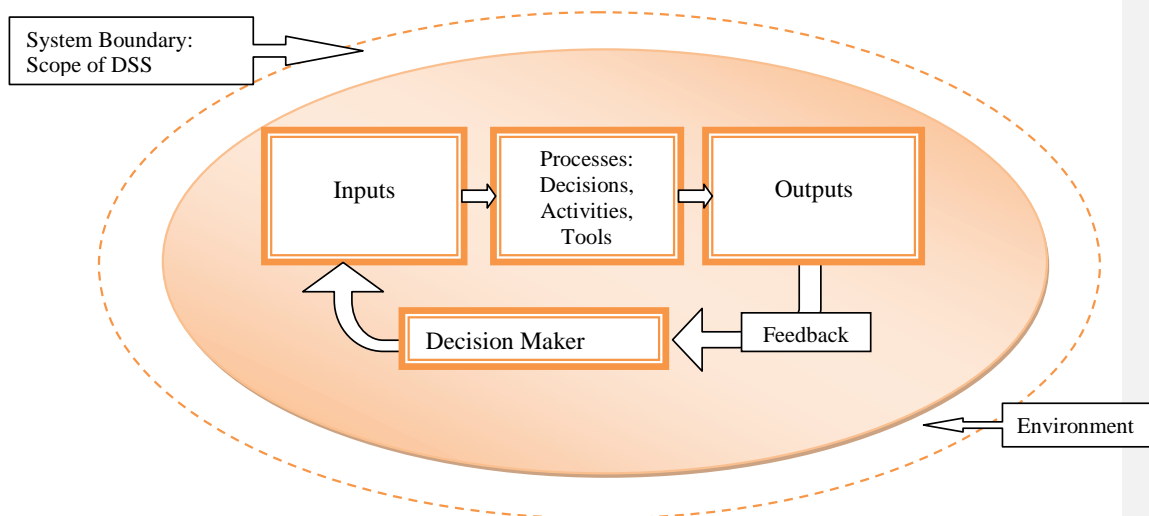 System Boundary:
Scope of DSS
Inputs
Processes:
Decisions,
Activities,
Tools
Outputs
Decision Maker
Feedback
Environment